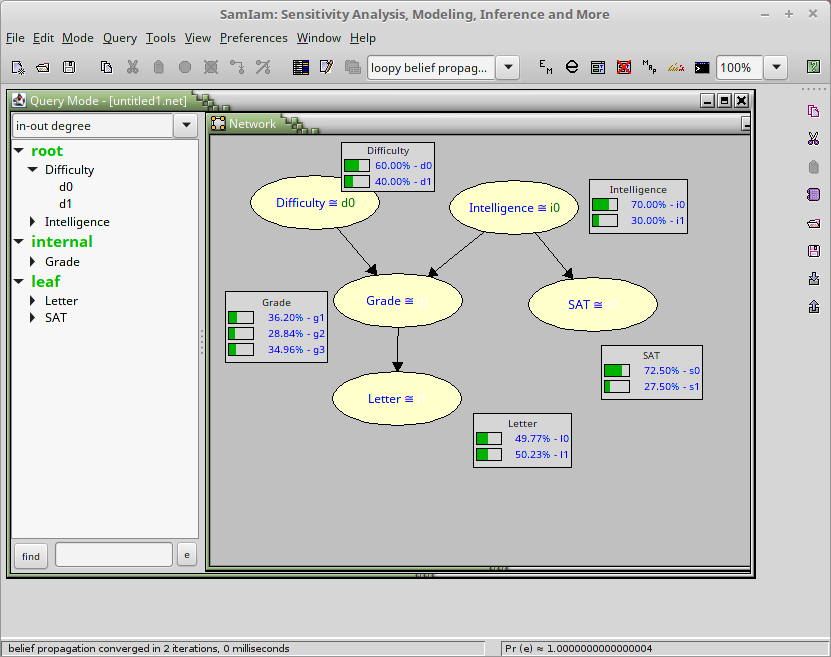 SamIam: Sensitivity Analysis, Modeling, Inference and More
File Edit Mode Query Tools View Preferences Window Help
loopy belief propag...
E M
M A P
100%
Query Mode - [untitled1.net]
in-out degree
root
Difficulty
d0
d1
Intelligence
internal
Grade
leaf
Letter
SAT
find
e
Network
Difficulty
60.00% - d0
40.00% - d1
Difficulty ≅ d0
Intelligence ≅ i0
Intelligence
70.00% - i0
30.00% - i1
Grade
36.20% - g1
28.84% - g2
34.96% - g3
Grade ≅ g1
SAT ≅
SAT
72.50% - s0
27.50% - s1
Letter ≅
Letter
49.77% - l0
50.23% - l1
belief propagation converged in 2 iterations, 0 milliseconds
Pr (e) ≈ 1.0000000000000004